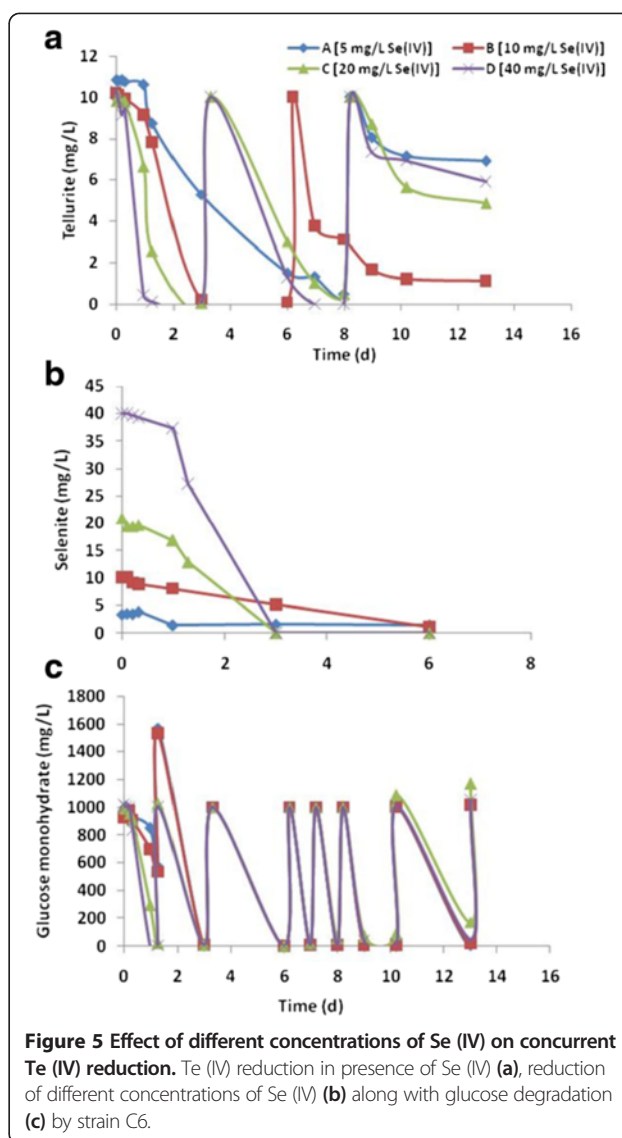 a
A [5 mg/L Se(IV)]
B [10 mg/L Se(IV)]
C [20 mg/L Se(IV)]
D [40 mg/L Se(IV)]
Tellurite (mg/L)
12
10
8
6
4
2
0
0 2 4 6 8 10 12 14 16
Time (d)
b
Selenite (mg/L)
45
40
35
30
25
20
15
10
5
0
0 2 4 6 8
c
Glucose monohydrate (mg/L)
1800
1600
1400
1200
1000
800
600
400
200
0
0 2 4 6 8 10 12 14 16
Time (d)
Figure 5 Effect of different concentrations of Se (IV) on concurrent
Te (IV) reduction. Te (IV) reduction in presence of Se (IV) (a), reduction
of different concentrations of Se (IV) (b) along with glucose degradation
(c) by strain C6.